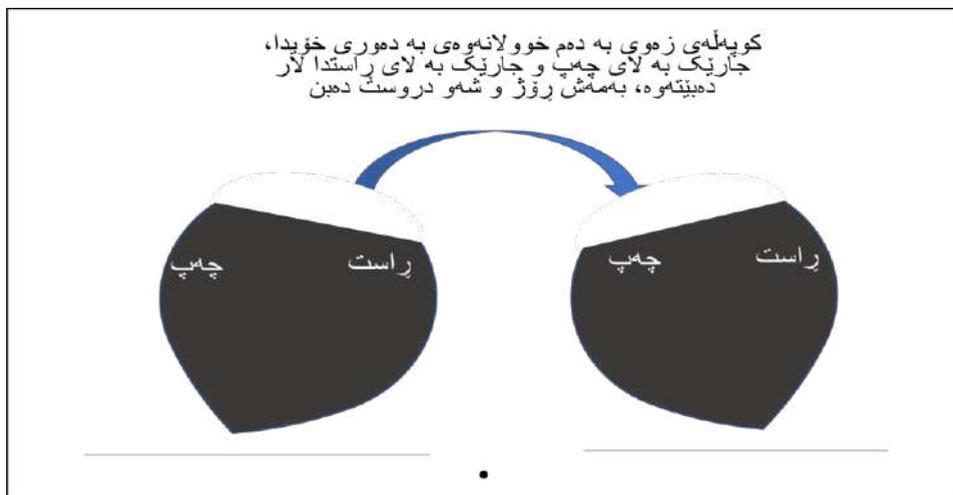 کوپەڵەی زەوی بە دەم خوولانەوەی بە دەوری خۆیدا،
جارێک بە لای چەپ و جارێک بە لای ڕاستدا لار
دەبێتەوە، بەمەش ڕۆژ و شەو دروست دەبن
چەپ
ڕاست
چەپ
ڕاست